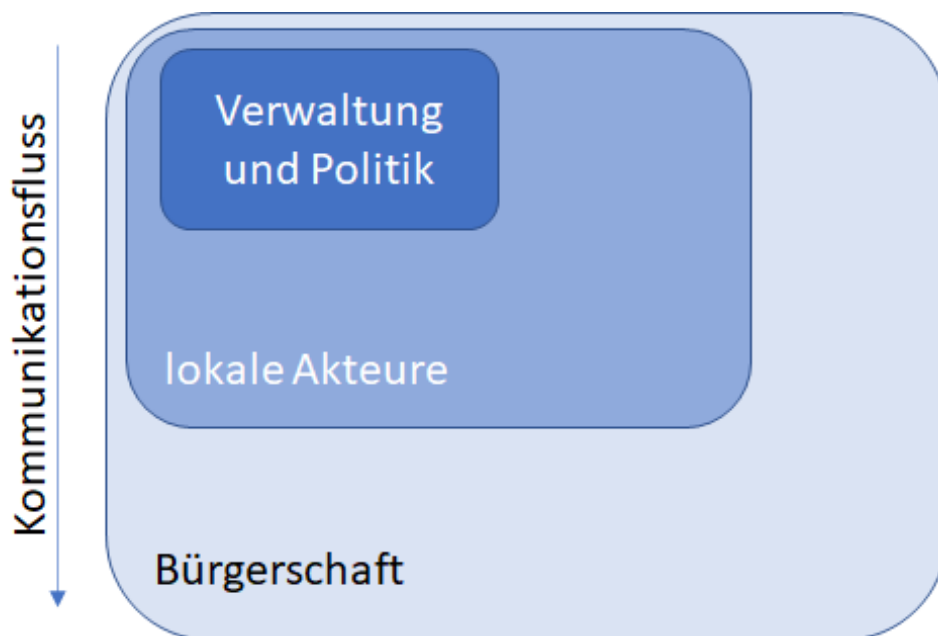 Kommunikationsfluss
Verwaltung
und Politik
lokale Akteure
Bürgerschaft